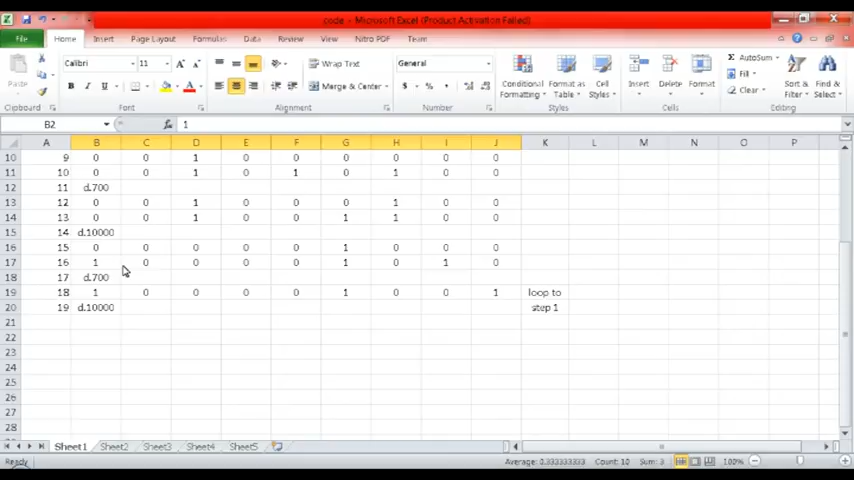 code - Microsoft Excel (Product Activation Failed)
File Home Insert Page Layout Formulas Data Review View Nitro PDF Team
Paste Calibri 11 Wrap Text General Conditional Formatting Format as Table Cell Styles Insert Delete Format AutoSum Fill Clear Sort & Filter Find & Select
B I U Merge & Center $ % ,
Clipboard Font Alignment Number Styles Cells Editing
B2 fx 1
A B C D E F G H I J K L M N O P
10 9 0 0 1 0 0 0 0 0 0
11 10 0 0 1 0 1 0 1 0 0
12 11 d.700
13 12 0 0 1 0 0 0 1 0 0
14 13 0 0 1 0 0 1 1 0 0
15 14 d.10000
16 15 0 0 0 0 0 1 0 0 0
17 16 1 0 0 0 0 1 0 1 0
18 17 d.700
19 18 1 0 0 0 0 1 0 0 1 loop to
20 19 d.10000 step 1
21
22
23
24
25
26
27
28
Sheet1 Sheet2 Sheet3 Sheet4 Sheet5
Ready Average: 0.333333333 Count: 10 Sum: 3 100%